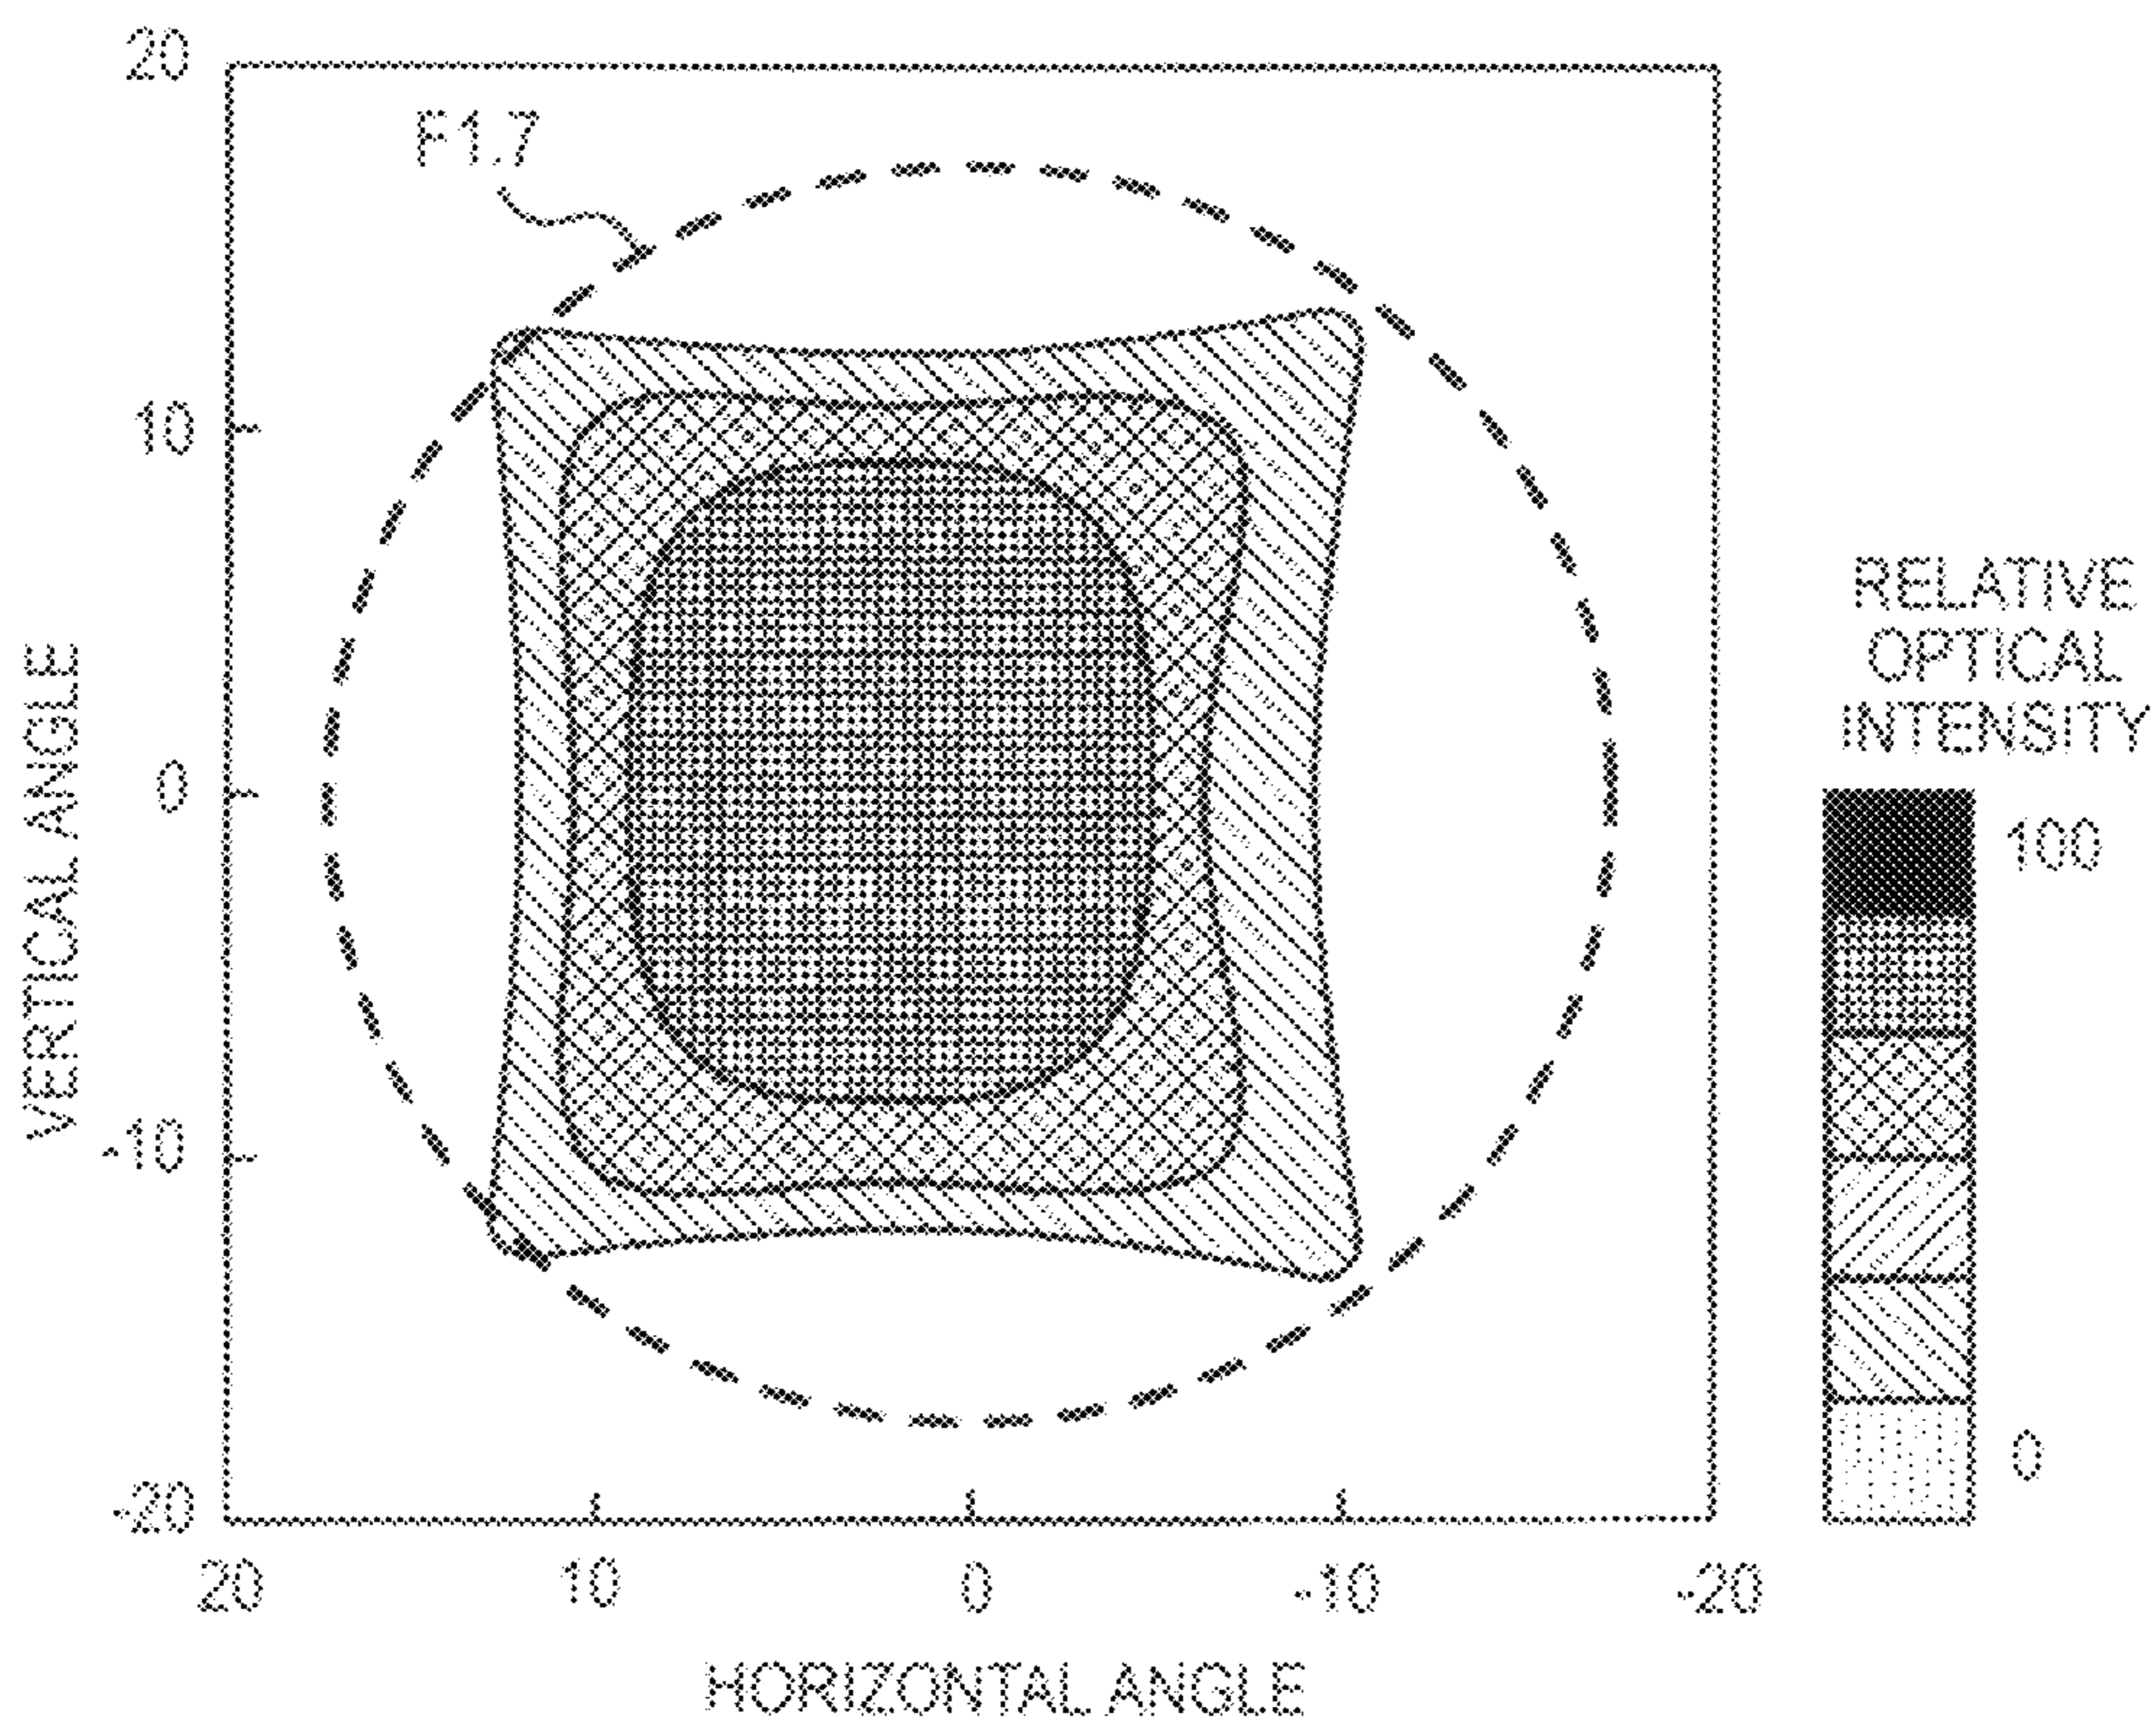 20
F1.7
10
0
-10
-20
VERTICAL ANGLE
20
10
0
-10
-20
HORIZONTAL ANGLE
RELATIVE
OPTICAL
INTENSITY
100
0